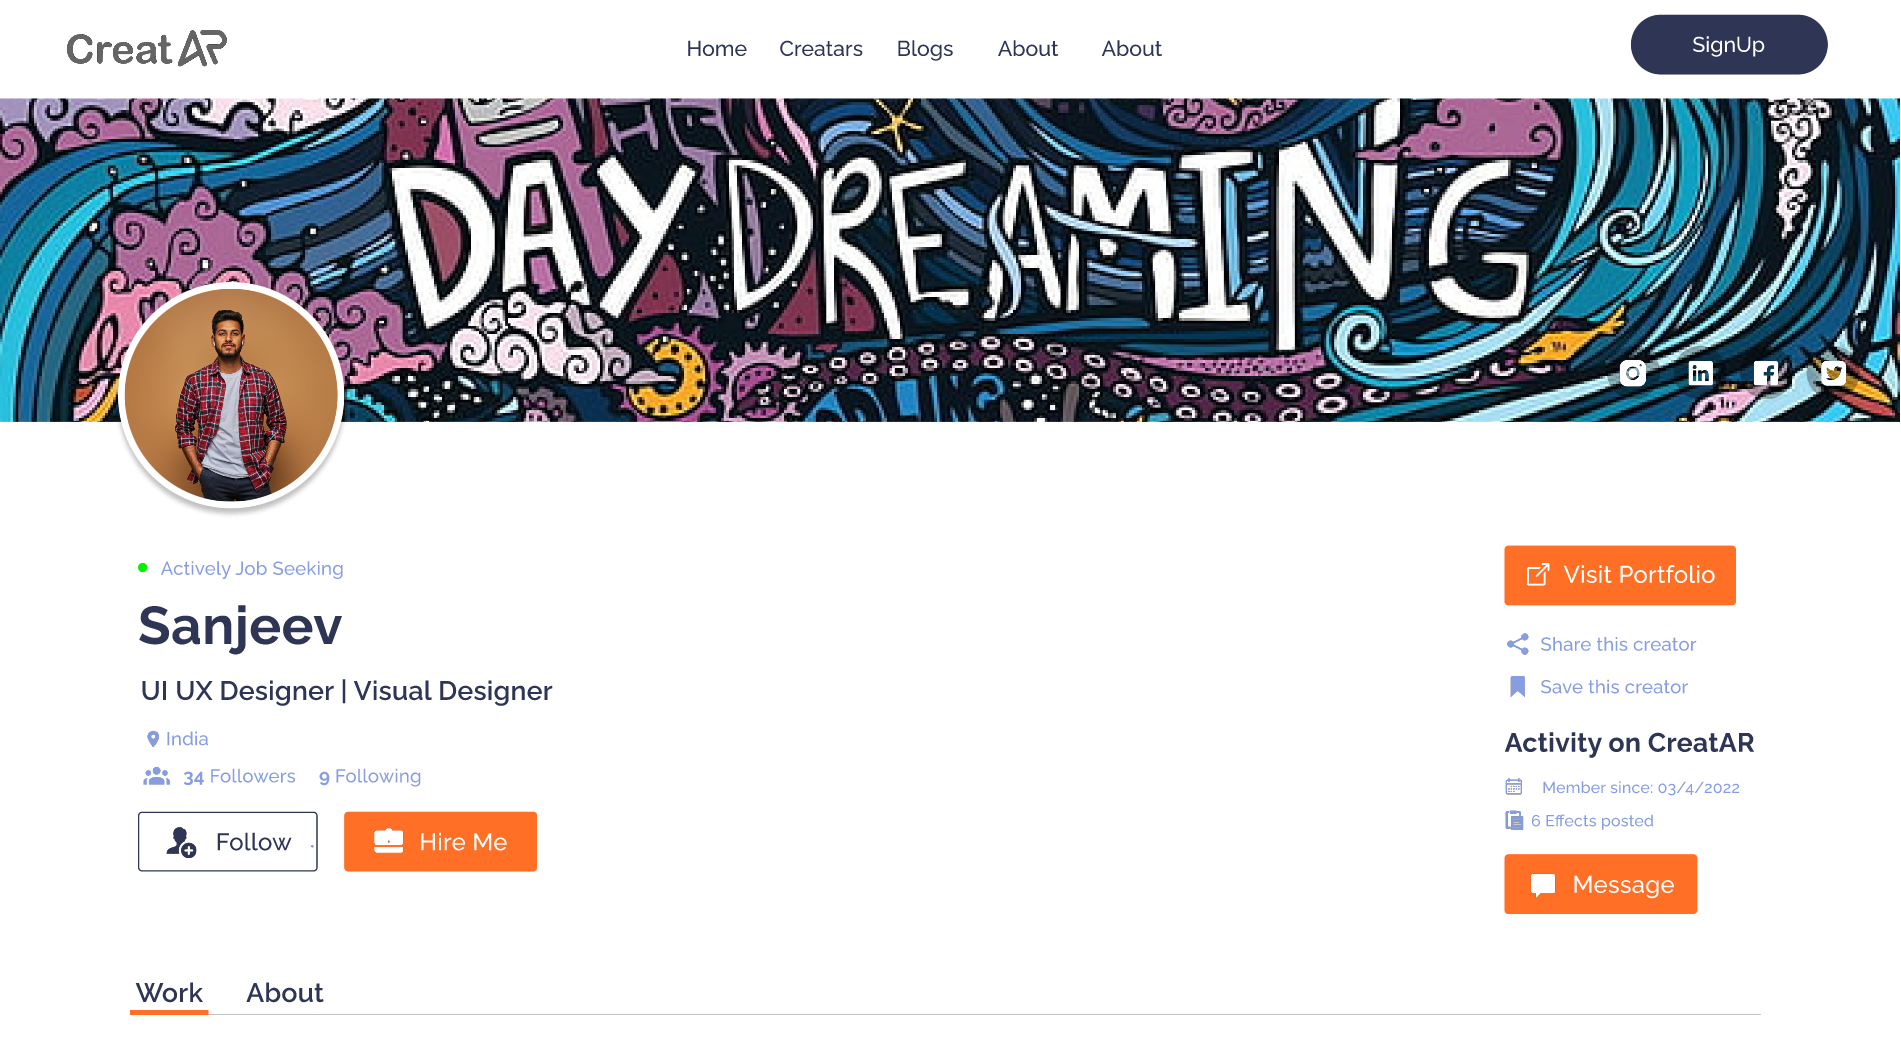 CreatAR
Home Creatars Blogs About About
SignUp
DAY DREAMING
Actively Job Seeking
Sanjeev
UI UX Designer | Visual Designer
India
34 Followers 9 Following
Follow
Hire Me
Visit Portfolio
Share this creator
Save this creator
Activity on CreatAR
Member since: 03/4/2022
6 Effects posted
Message
Work About